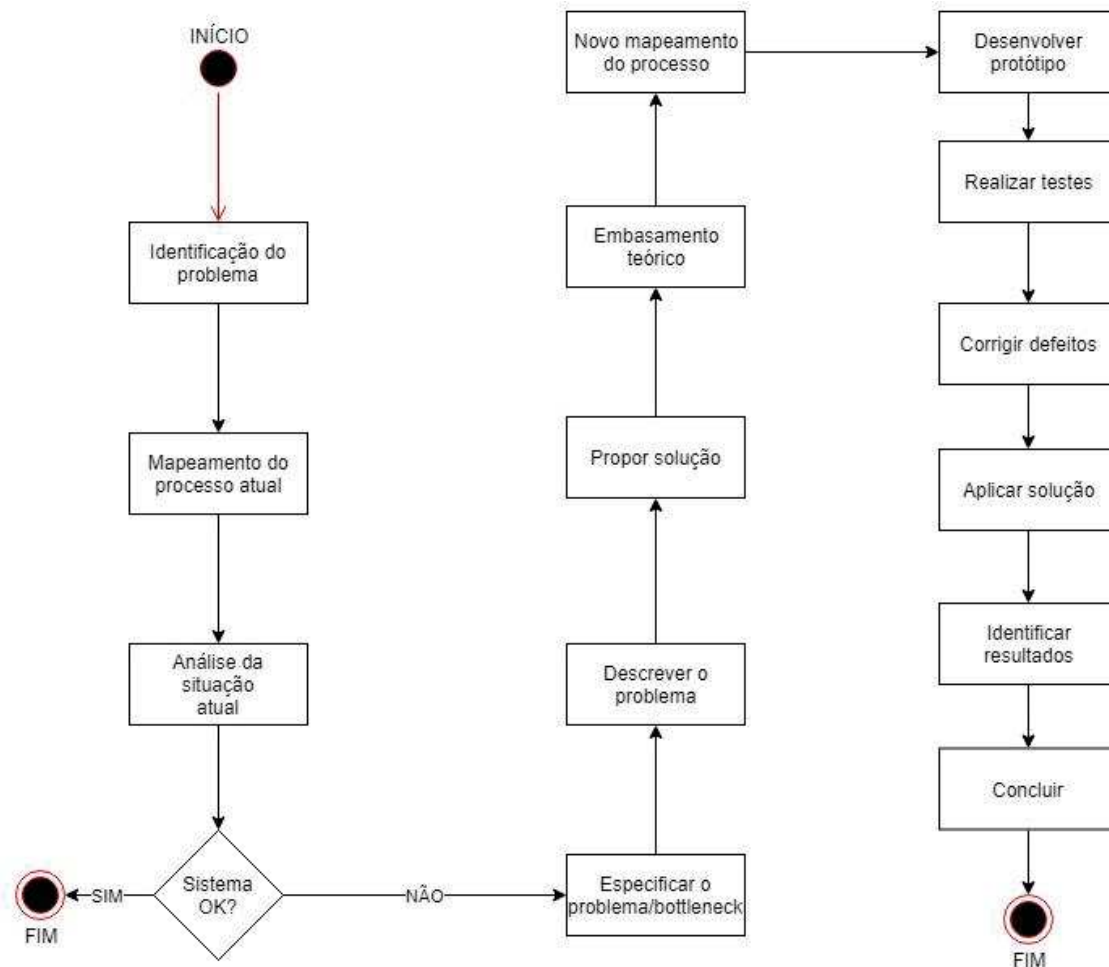 INÍCIO
Identificação do
problema
Mapeamento do
processo atual
Análise da
situação
atual
Sistema
OK?
SIM
FIM
NÃO
Especificar o
problema/bottleneck
Descrever o
problema
Propor solução
Embasamento
teórico
Novo mapeamento
do processo
Desenvolver
protótipo
Realizar testes
Corrigir defeitos
Aplicar solução
Identificar
resultados
Concluir
FIM